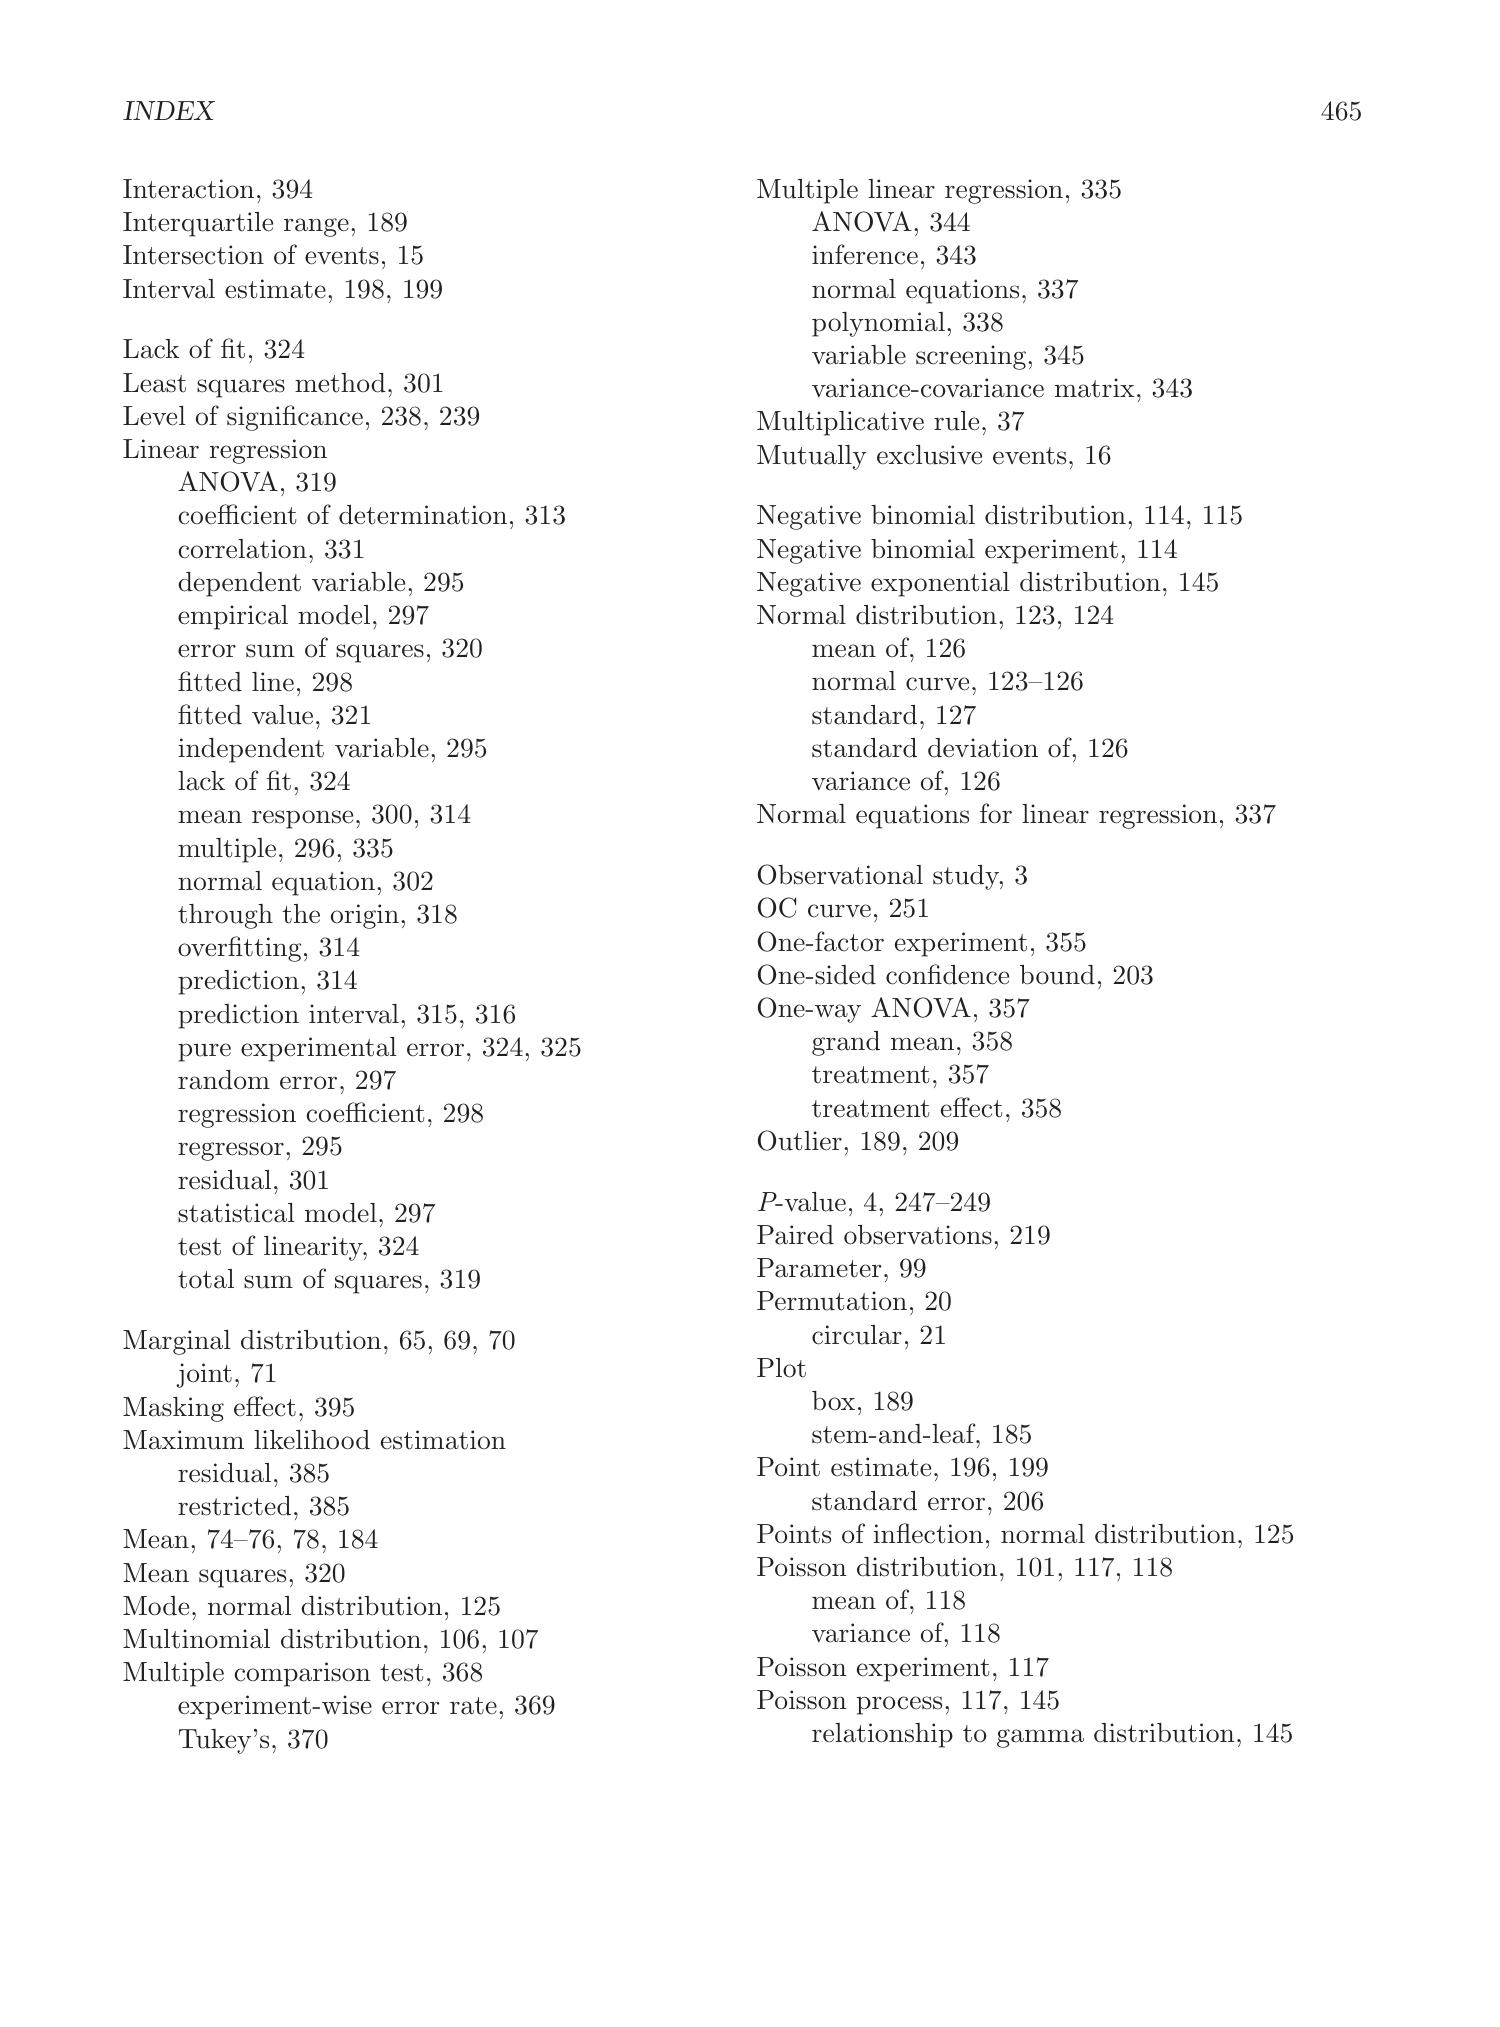 INDEX 465
Interaction, 394
Interquartile range, 189
Intersection of events, 15
Interval estimate, 198, 199
Lack of fit, 324
Least squares method, 301
Level of significance, 238, 239
Linear regression
ANOVA, 319
coefficient of determination, 313
correlation, 331
dependent variable, 295
empirical model, 297
error sum of squares, 320
fitted line, 298
fitted value, 321
independent variable, 295
lack of fit, 324
mean response, 300, 314
multiple, 296, 335
normal equation, 302
through the origin, 318
overfitting, 314
prediction, 314
prediction interval, 315, 316
pure experimental error, 324, 325
random error, 297
regression coefficient, 298
regressor, 295
residual, 301
statistical model, 297
test of linearity, 324
total sum of squares, 319
Marginal distribution, 65, 69, 70
joint, 71
Masking effect, 395
Maximum likelihood estimation
residual, 385
restricted, 385
Mean, 74–76, 78, 184
Mean squares, 320
Mode, normal distribution, 125
Multinomial distribution, 106, 107
Multiple comparison test, 368
experiment-wise error rate, 369
Tukey's, 370
Multiple linear regression, 335
ANOVA, 344
inference, 343
normal equations, 337
polynomial, 338
variable screening, 345
variance-covariance matrix, 343
Multiplicative rule, 37
Mutually exclusive events, 16
Negative binomial distribution, 114, 115
Negative binomial experiment, 114
Negative exponential distribution, 145
Normal distribution, 123, 124
mean of, 126
normal curve, 123–126
standard, 127
standard deviation of, 126
variance of, 126
Normal equations for linear regression, 337
Observational study, 3
OC curve, 251
One-factor experiment, 355
One-sided confidence bound, 203
One-way ANOVA, 357
grand mean, 358
treatment, 357
treatment effect, 358
Outlier, 189, 209
P-value, 4, 247–249
Paired observations, 219
Parameter, 99
Permutation, 20
circular, 21
Plot
box, 189
stem-and-leaf, 185
Point estimate, 196, 199
standard error, 206
Points of inflection, normal distribution, 125
Poisson distribution, 101, 117, 118
mean of, 118
variance of, 118
Poisson experiment, 117
Poisson process, 117, 145
relationship to gamma distribution, 145